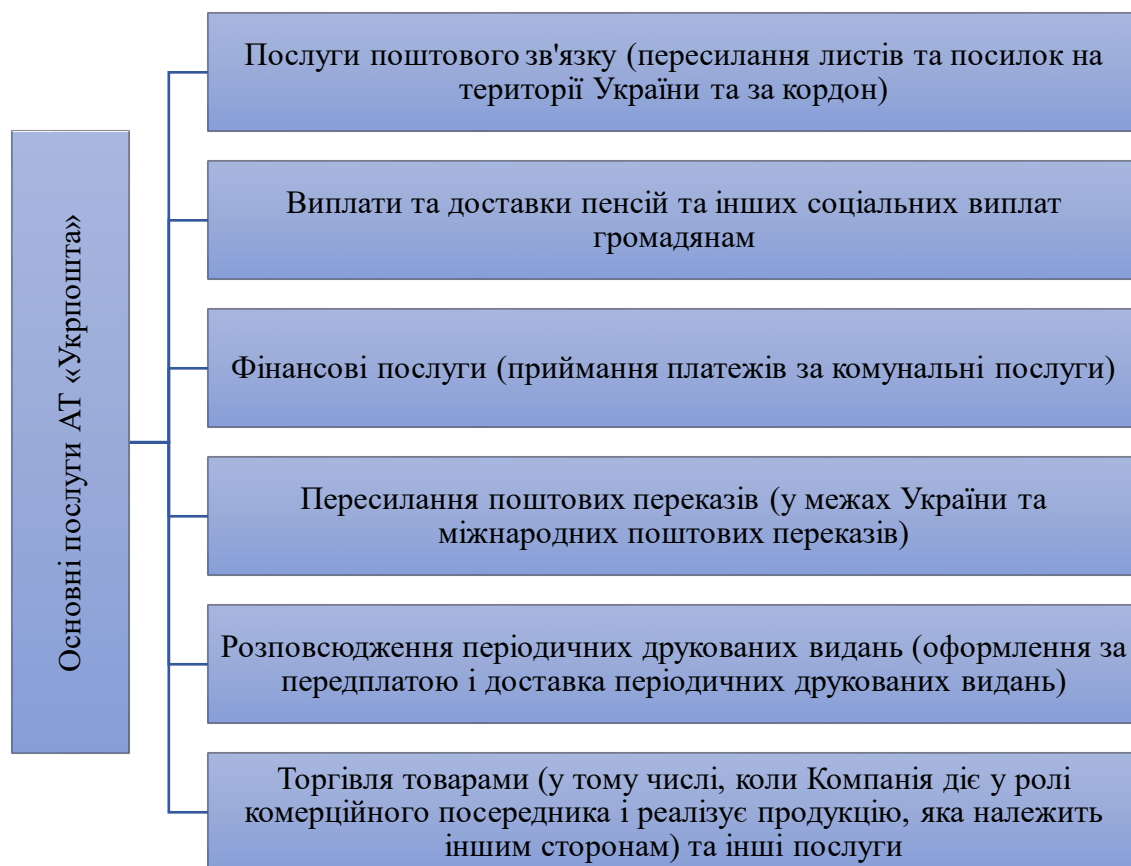 Основні послуги АТ «Укрпошта»
Послуги поштового зв'язку (пересилання листів та посилок на
території України та за кордон)
Виплати та доставки пенсій та інших соціальних виплат
громадянам
Фінансові послуги (приймання платежів за комунальні послуги)
Пересилання поштових переказів (у межах України та
міжнародних поштових переказів)
Розповсюдження періодичних друкованих видань (оформлення за
передплатою і доставка періодичних друкованих видань)
Торгівля товарами (у тому числі, коли Компанія діє у ролі
комерційного посередника і реалізує продукцію, яка належить
іншим сторонам) та інші послуги